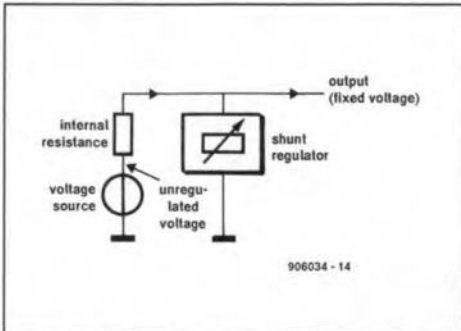 output
(fixed voltage)
internal
resistance
shunt
regulator
voltage
source
unregu-
lated
voltage
906034 - 14